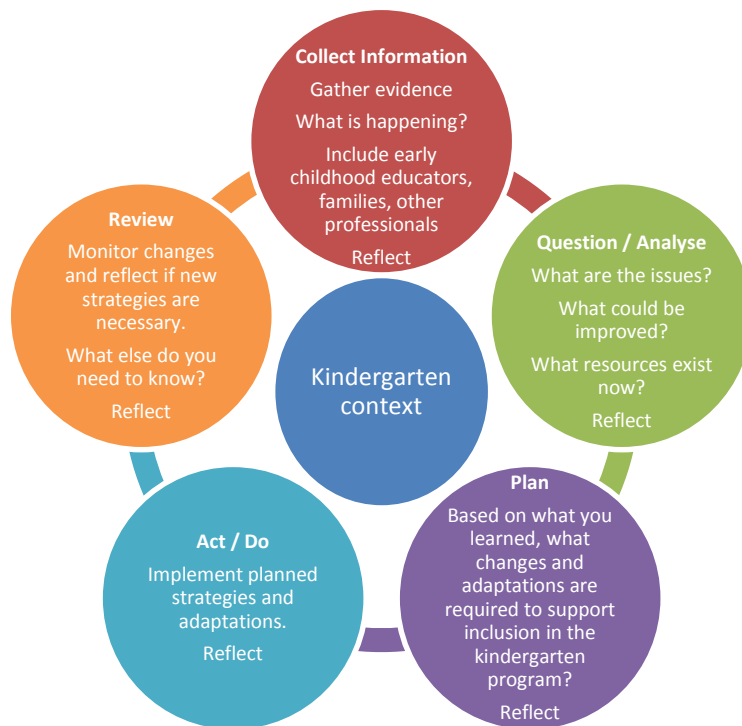 Collect Information
Gather evidence
What is happening?
Include early
childhood educators,
families, other
professionals
Reflect
Question / Analyse
What are the issues?
What could be
improved?
What resources exist
now?
Reflect
Plan
Based on what you
learned, what
changes and
adaptations are
required to support
inclusion in the
kindergarten
program?
Reflect
Act / Do
Implement planned
strategies and
adaptations.
Reflect
Review
Monitor changes
and reflect if new
strategies are
necessary.
What else do you
need to know?
Reflect
Kindergarten
context